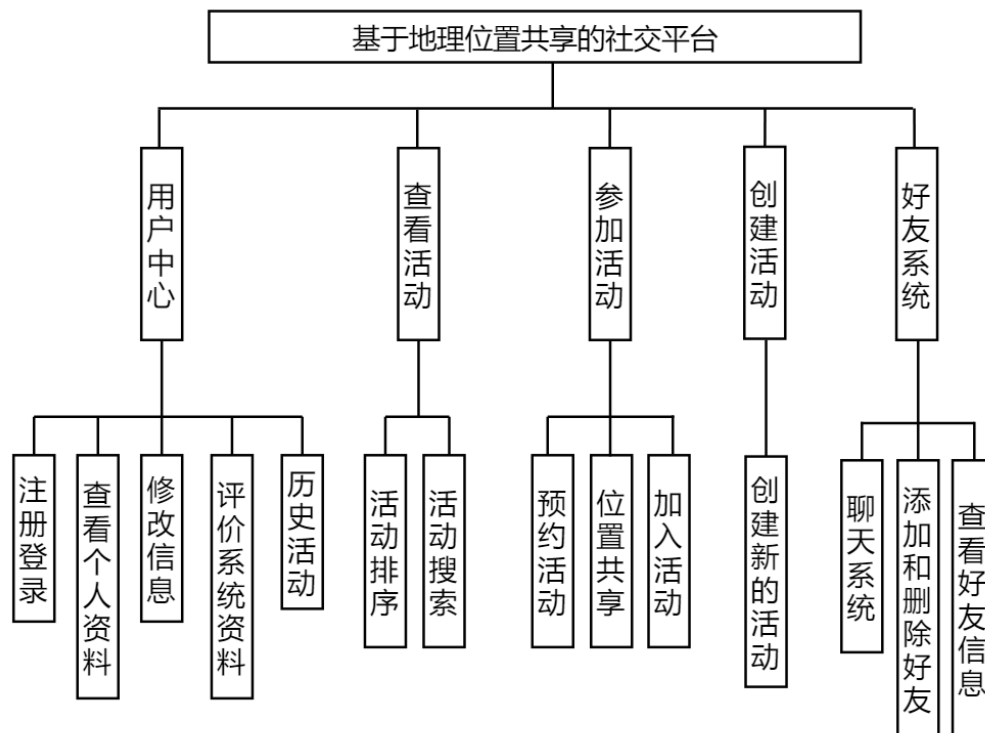 基于地理位置共享的社交平台
用户中心
查看活动
参加活动
创建活动
好友系统
注册登录
查看个人资料
修改信息
评价系统资料
历史活动
活动排序
活动搜索
预约活动
位置共享
加入活动
创建新的活动
聊天系统
添加和删除好友
查看好友信息